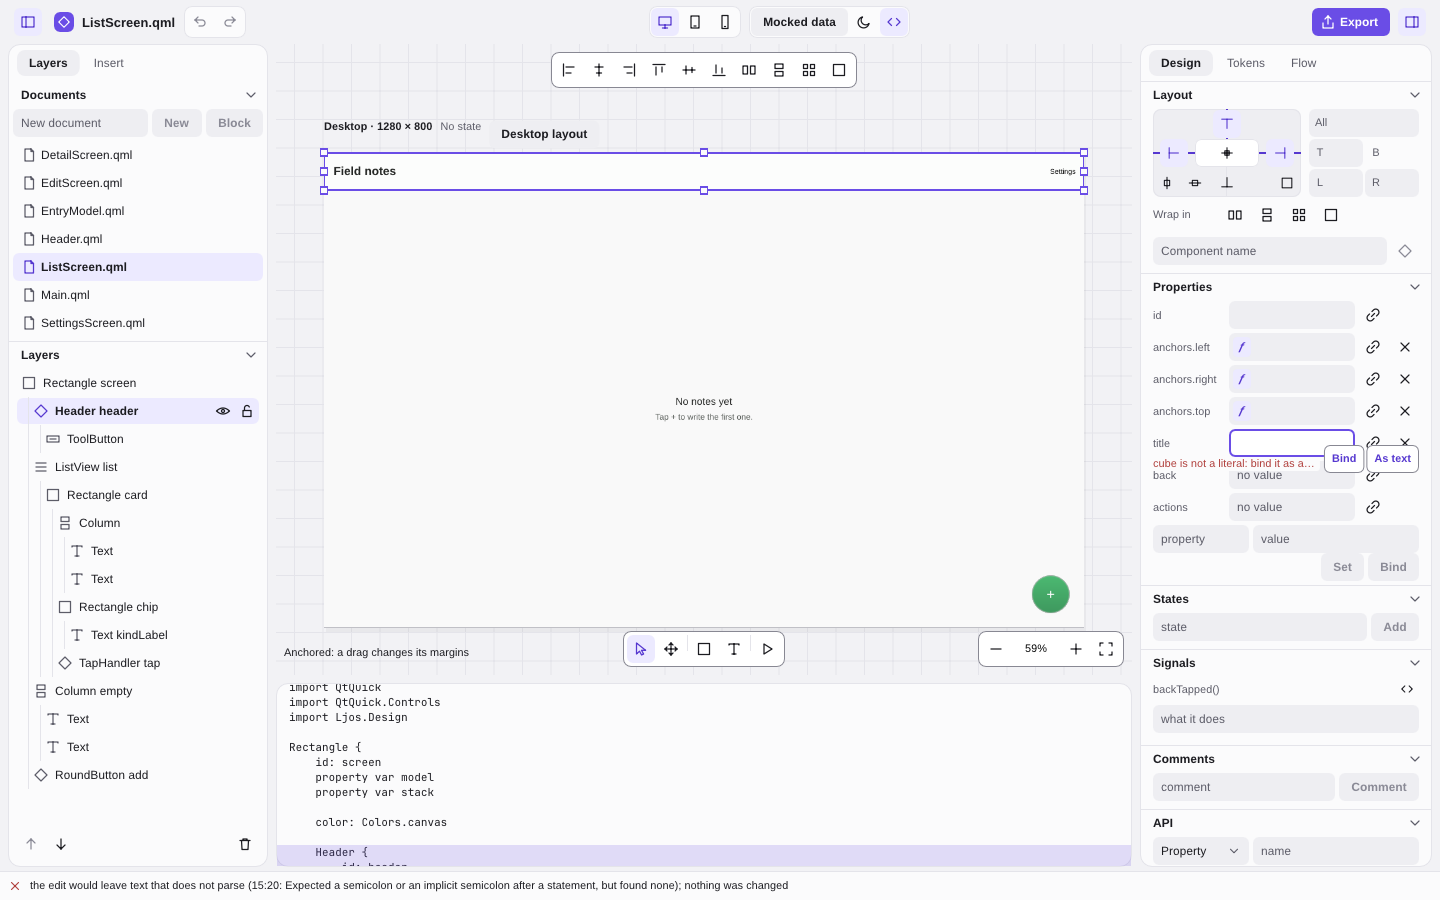 ListScreen.qml
Mocked data
Export
Layers
Insert
Documents
New document
New
Block
DetailScreen.qml
EditScreen.qml
EntryModel.qml
Header.qml
ListScreen.qml
Main.qml
SettingsScreen.qml
Layers
Rectangle screen
Header header
ToolButton
ListView list
Rectangle card
Column
Text
Text
Rectangle chip
Text kindLabel
TapHandler tap
Column empty
Text
Text
RoundButton add
Desktop · 1280 × 800
No state
Desktop layout
Field notes
Settings
No notes yet
Tap + to write the first one.
+
Anchored: a drag changes its margins
59%
import QtQuick
import QtQuick.Controls
import Ljos.Design
Rectangle {
id: screen
property var model
property var stack
color: Colors.canvas
Header {
id: header
Design
Tokens
Flow
Layout
All
T
B
L
R
Wrap in
Component name
Properties
id
anchors.left
anchors.right
anchors.top
title
cube is not a literal: bind it as a…
Bind
As text
back
no value
actions
no value
property
value
Set
Bind
States
state
Add
Signals
backTapped()
what it does
Comments
comment
Comment
API
Property
name
the edit would leave text that does not parse (15:20: Expected a semicolon or an implicit semicolon after a statement, but found none); nothing was changed